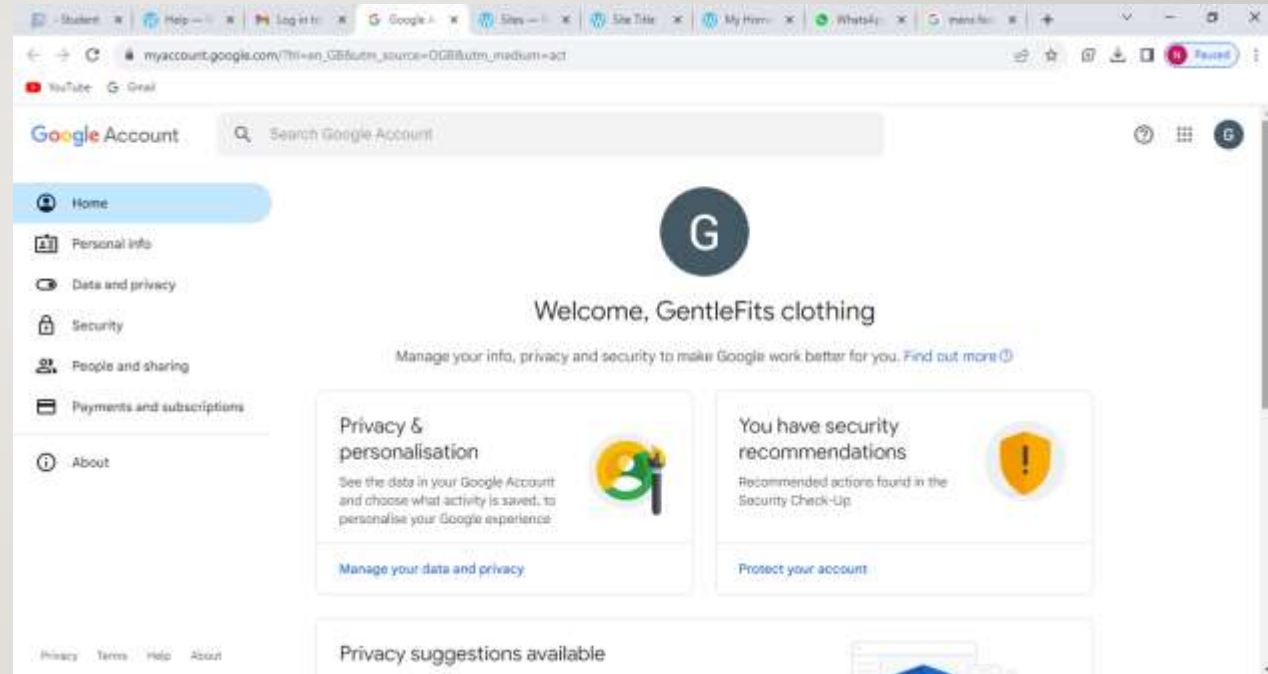 Student
Help —
Log in to
Google A
Sites —
Site Title
My Home
WhatsAp
mens fas
myaccount.google.com/?hl=en_GB&utm_source=OGB&utm_medium=act
N Paused
YouTube G Gmail
Google Account
Search Google Account
G
Home
Personal info
Data and privacy
Security
People and sharing
Payments and subscriptions
About
G
Welcome, GentleFits clothing
Manage your info, privacy and security to make Google work better for you. Find out more
Privacy &
personalisation
See the data in your Google Account
and choose what activity is saved, to
personalise your Google experience
Manage your data and privacy
You have security
recommendations
Recommended actions found in the
Security Check-Up
Protect your account
Privacy suggestions available
Privacy Terms Help About